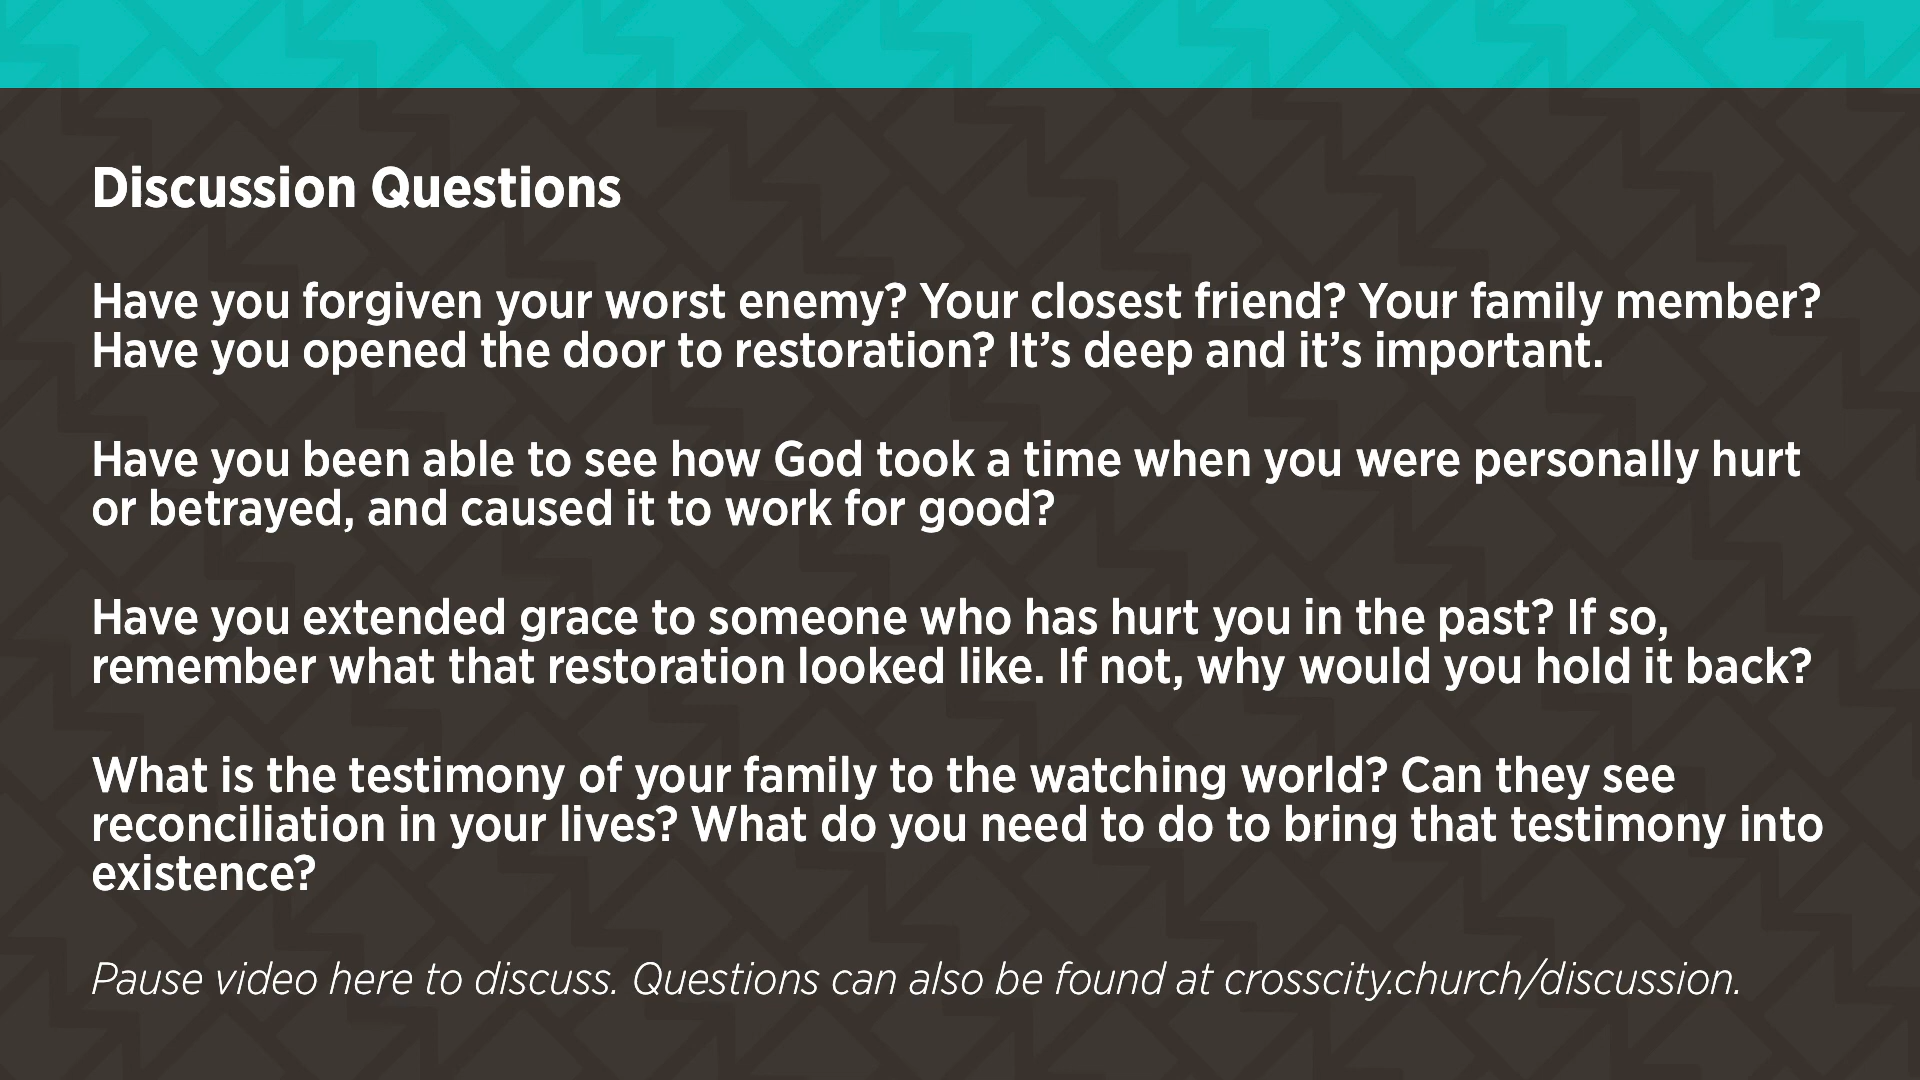 Discussion Questions
Have you forgiven your worst enemy? Your closest friend? Your family member?
Have you opened the door to restoration? It’s deep and it’s important.
Have you been able to see how God took a time when you were personally hurt
or betrayed, and caused it to work for good?
Have you extended grace to someone who has hurt you in the past? If so,
remember what that restoration looked like. If not, why would you hold it back?
What is the testimony of your family to the watching world? Can they see
reconciliation in your lives? What do you need to do to bring that testimony into
existence?
Pause video here to discuss. Questions can also be found at crosscity.church/discussion.